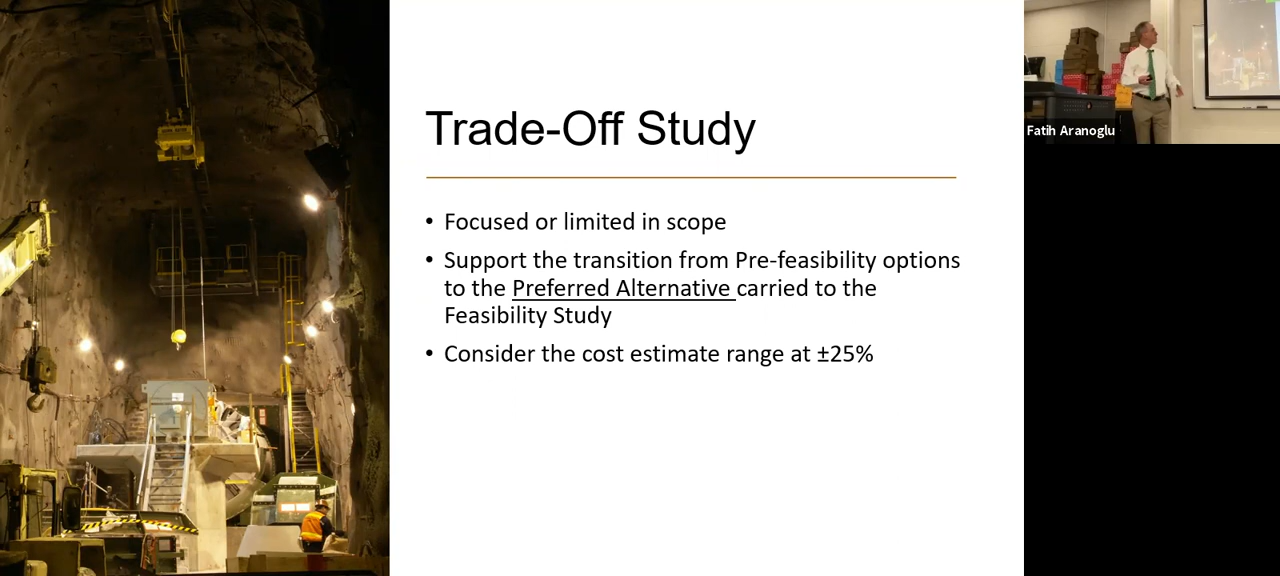 Trade-Off Study
• Focused or limited in scope
• Support the transition from Pre-feasibility options
to the Preferred Alternative carried to the
Feasibility Study
• Consider the cost estimate range at ±25%
Fatih Aranoglu